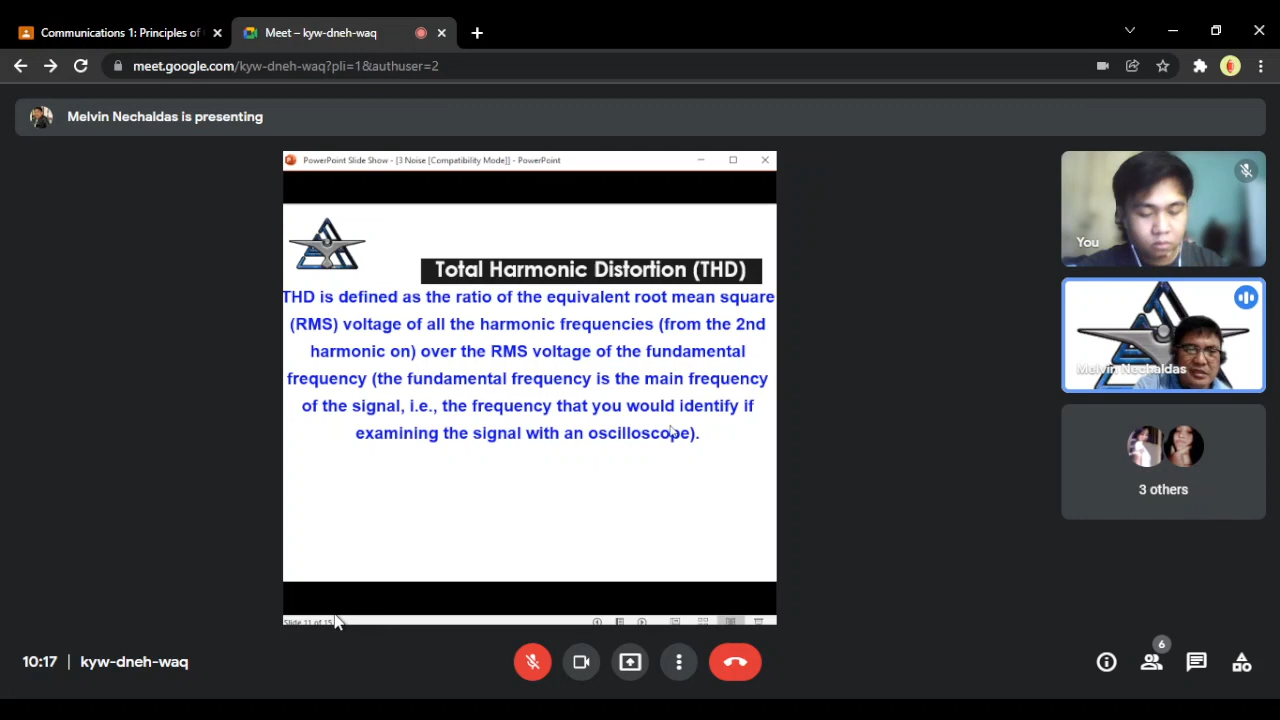 Communications 1: Principles of
Meet – kyw-dneh-waq
meet.google.com/kyw-dneh-waq?pli=1&authuser=2
Melvin Nechaldas is presenting
PowerPoint Slide Show - [3 Noise [Compatibility Mode]] - PowerPoint
Total Harmonic Distortion (THD)
THD is defined as the ratio of the equivalent root mean square
(RMS) voltage of all the harmonic frequencies (from the 2nd
harmonic on) over the RMS voltage of the fundamental
frequency (the fundamental frequency is the main frequency
of the signal, i.e., the frequency that you would identify if
examining the signal with an oscilloscope).
Slide 11 of 15
You
Melvin Nechaldas
3 others
10:17 | kyw-dneh-waq
6